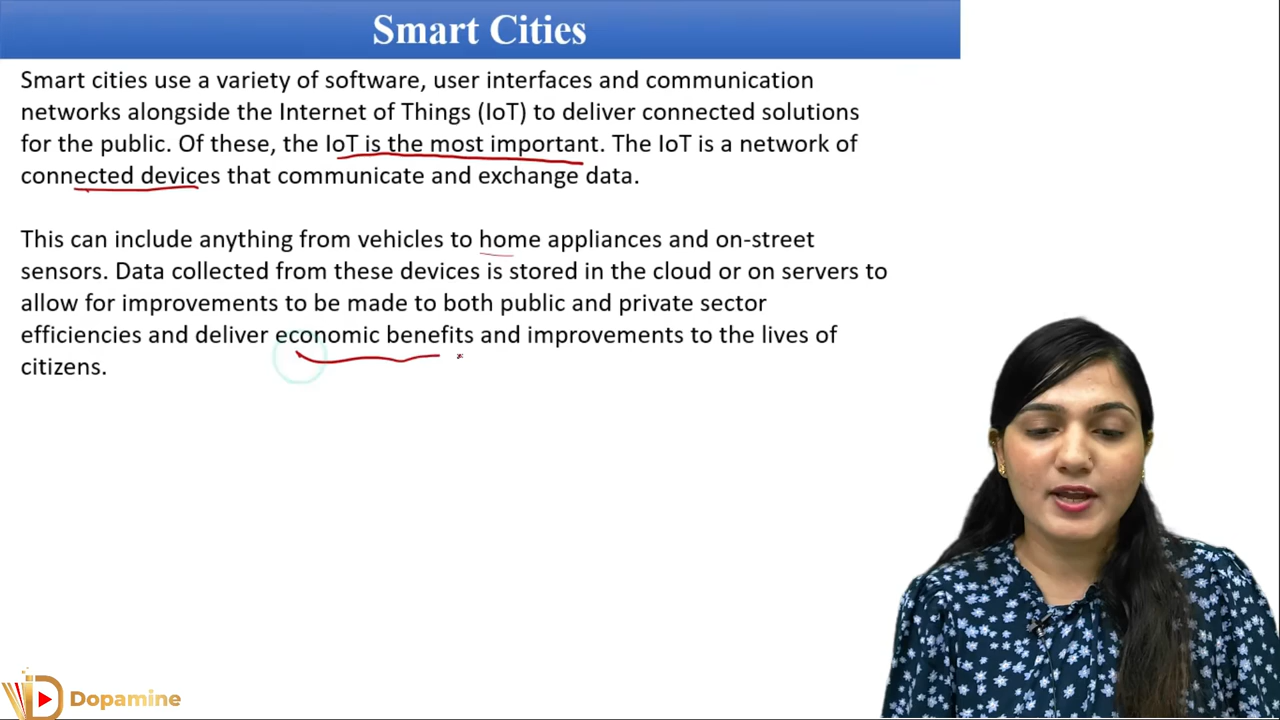 Smart Cities
Smart cities use a variety of software, user interfaces and communication
networks alongside the Internet of Things (IoT) to deliver connected solutions
for the public. Of these, the IoT is the most important. The IoT is a network of
connected devices that communicate and exchange data.
This can include anything from vehicles to home appliances and on-street
sensors. Data collected from these devices is stored in the cloud or on servers to
allow for improvements to be made to both public and private sector
efficiencies and deliver economic benefits and improvements to the lives of
citizens.
Dopamine